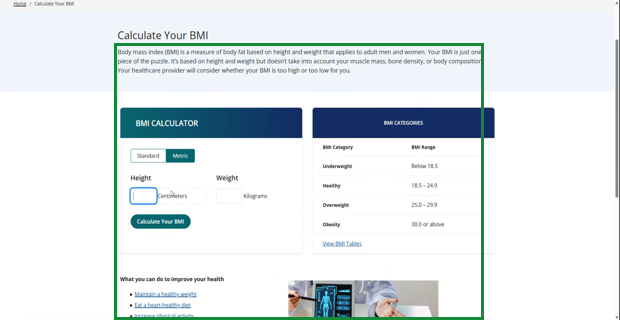 Home / Calculate Your BMI
Calculate Your BMI
Body mass index (BMI) is a measure of body fat based on height and weight that applies to adult men and women. Your BMI is just one
piece of the puzzle. It's based on height and weight but doesn't take into account your muscle mass, bone density, or body composition.
Your healthcare provider will consider whether your BMI is too high or too low for you.
BMI CALCULATOR
Standard Metric
Height Weight
Centimeters Kilograms
Calculate Your BMI
BMI CATEGORIES
BMI Category BMI Range
Underweight Below 18.5
Healthy 18.5 – 24.9
Overweight 25.0 – 29.9
Obesity 30.0 or above
View BMI Tables
What you can do to improve your health
Maintain a healthy weight
Eat a heart-healthy diet
Increase physical activity